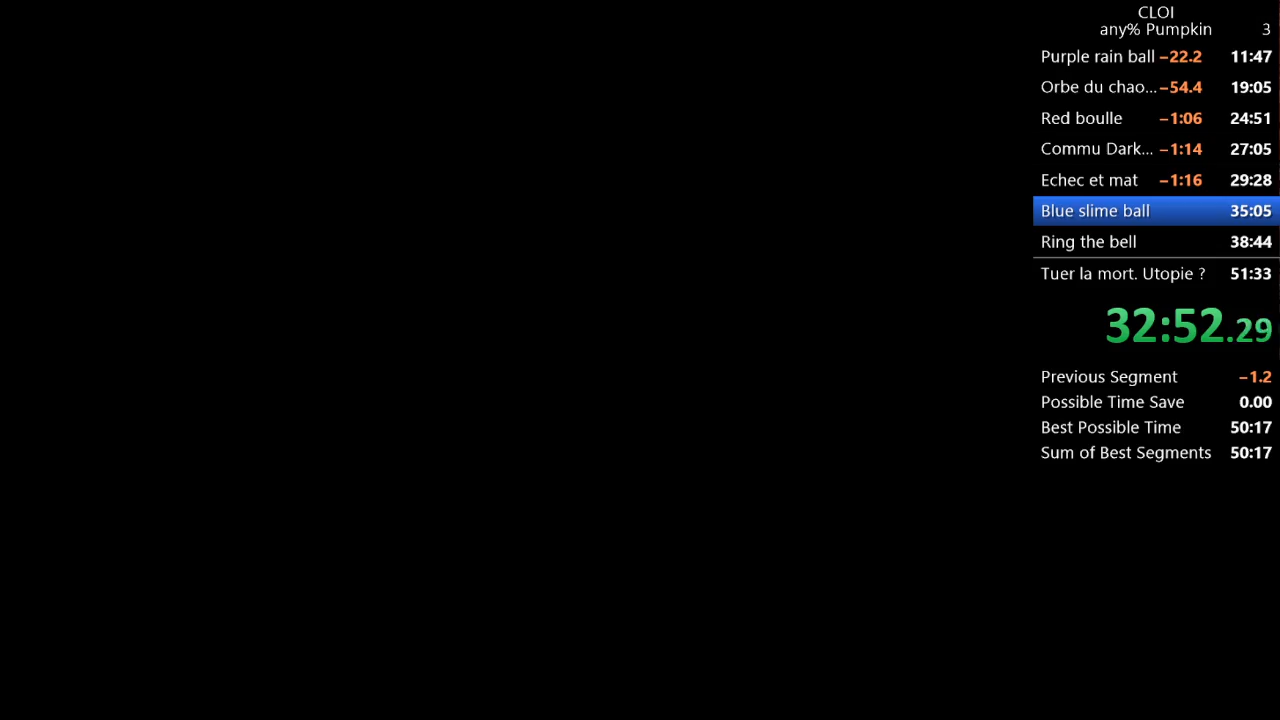 CLOI
any% Pumpkin 3
Purple rain ball −22.2 11:47
Orbe du chao... −54.4 19:05
Red boulle −1:06 24:51
Commu Dark... −1:14 27:05
Echec et mat −1:16 29:28
Blue slime ball 35:05
Ring the bell 38:44
Tuer la mort. Utopie ? 51:33
32:52.29
Previous Segment −1.2
Possible Time Save 0.00
Best Possible Time 50:17
Sum of Best Segments 50:17